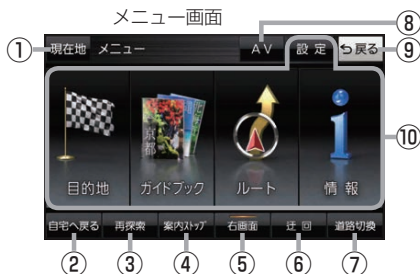 メニュー画面
⑧
① 現在地 メニュー AV 設定 戻る ⑨
京都
⑩
目的地 ガイドブック ルート 情報
自宅へ戻る 再探索 案内ストップ 右画面 迂回 道路切換
② ③ ④ ⑤ ⑥ ⑦